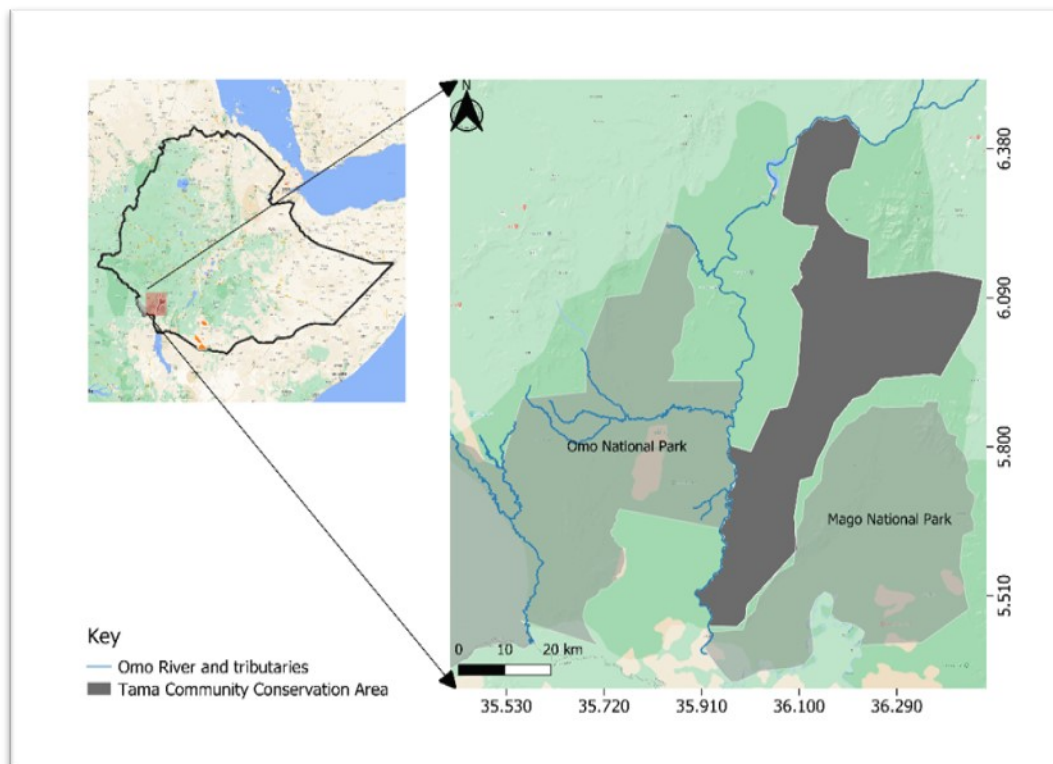 N
6.380
6.090
Omo National Park
5.800
Mago National Park
5.510
Key
Omo River and tributaries
Tama Community Conservation Area
0 10 20 km
35.530 35.720 35.910 36.100 36.290